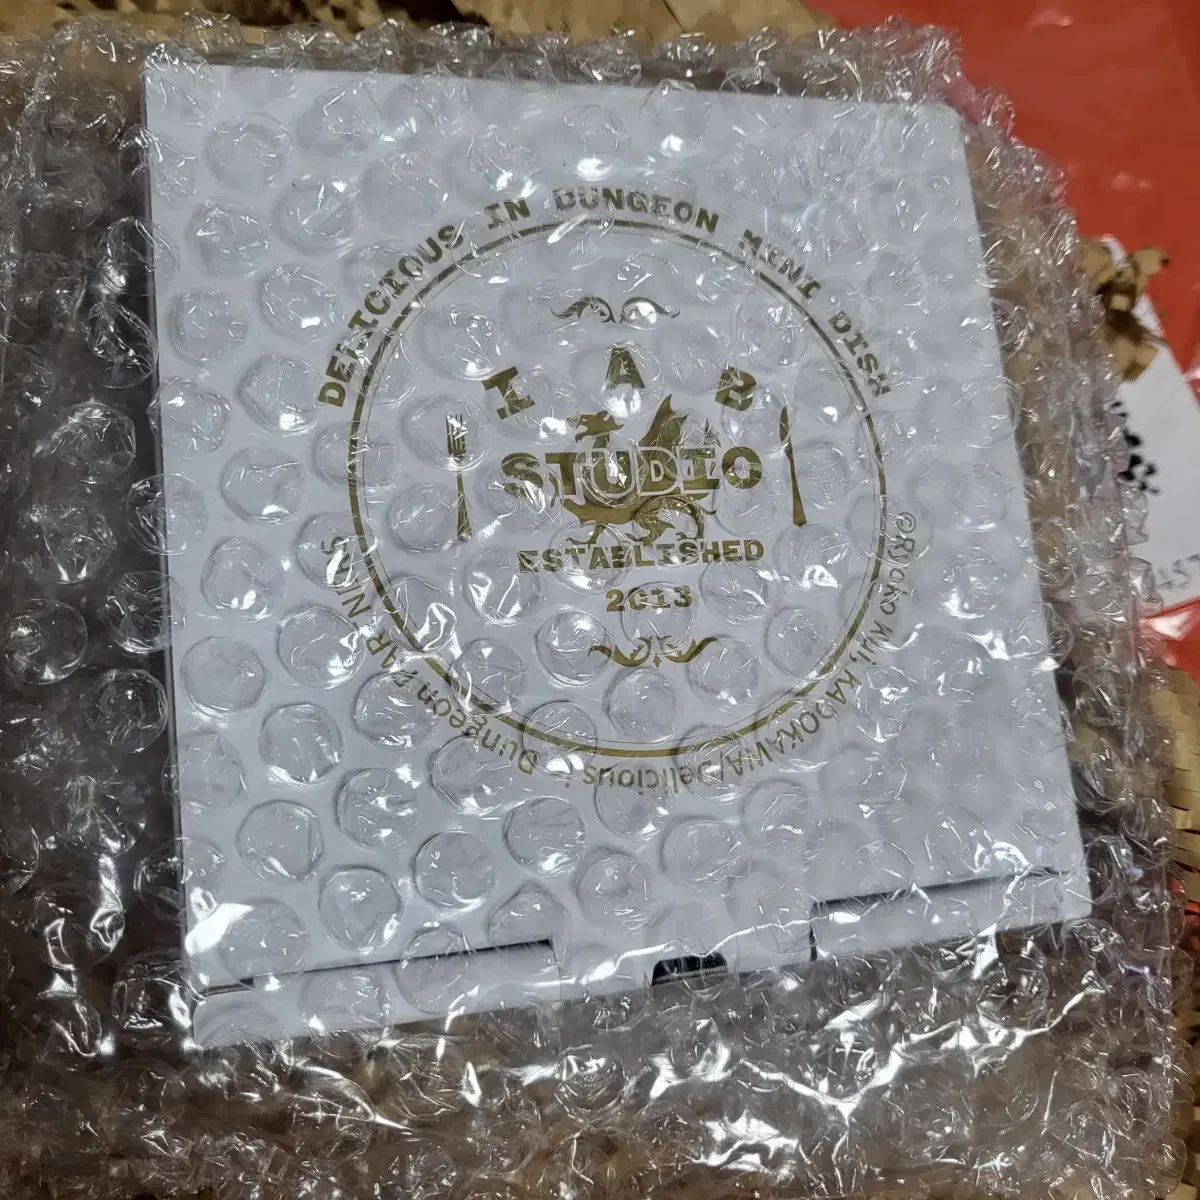 DELICIOUS IN DUNGEON MINI DISH
I A B
STUDIO
ESTABLISHED
2013
©Ryoko Kui, KADOKAWA/Delicious in Dungeon PARTNERS